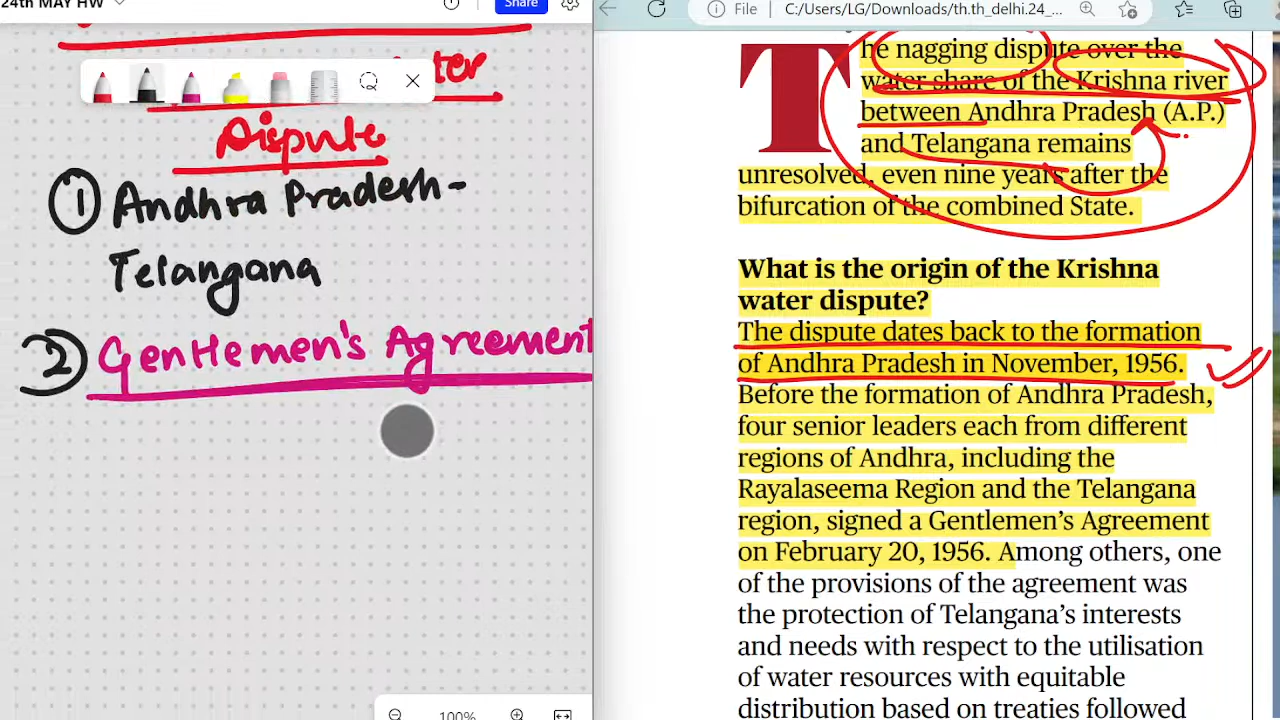 24th MAY HW
Share
File
C:/Users/LG/Downloads/th.th_delhi.24_...
Dispute
① Andhra Pradesh-
Telangana
② Gentlemen's Agreement
100%
The nagging dispute over the
water share of the Krishna river
between Andhra Pradesh (A.P.)
and Telangana remains
unresolved, even nine years after the
bifurcation of the combined State.
What is the origin of the Krishna
water dispute?
The dispute dates back to the formation
of Andhra Pradesh in November, 1956.
Before the formation of Andhra Pradesh,
four senior leaders each from different
regions of Andhra, including the
Rayalaseema Region and the Telangana
region, signed a Gentlemen's Agreement
on February 20, 1956. Among others, one
of the provisions of the agreement was
the protection of Telangana's interests
and needs with respect to the utilisation
of water resources with equitable
distribution based on treaties followed